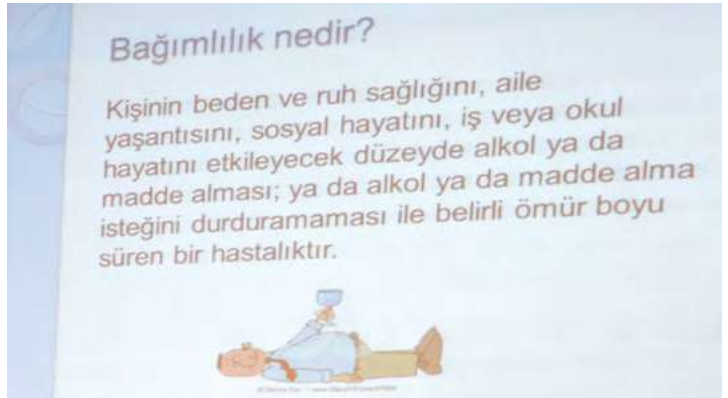 Bağımlılık nedir?
Kişinin beden ve ruh sağlığını, aile
yaşantısını, sosyal hayatını, iş veya okul
hayatını etkileyecek düzeyde alkol ya da
madde alması; ya da alkol ya da madde alma
isteğini durduramaması ile belirli ömür boyu
süren bir hastalıktır.